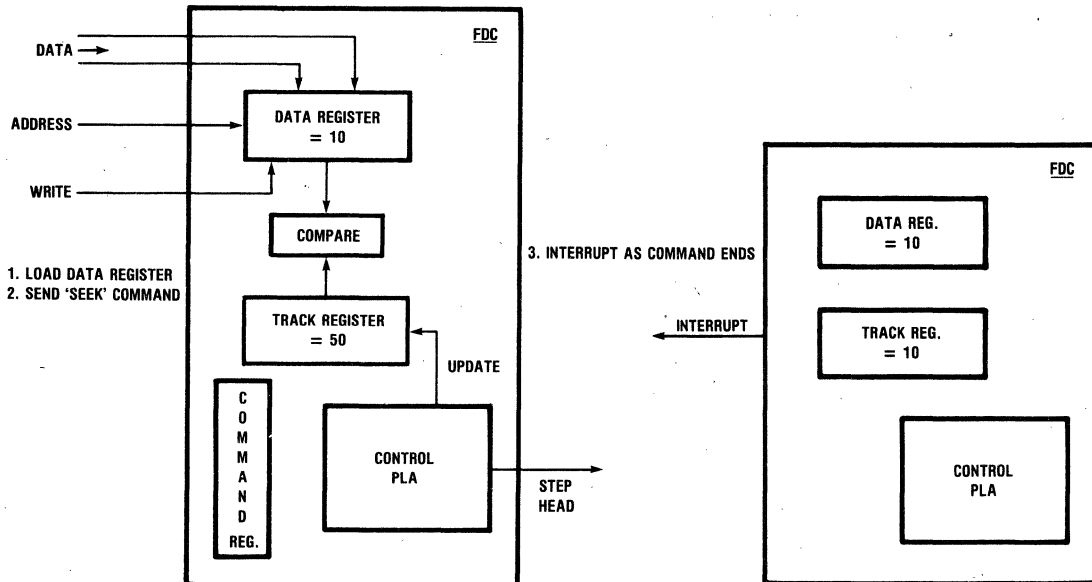 FDC
DATA
DATA REGISTER
= 10
ADDRESS
WRITE
COMPARE
1. LOAD DATA REGISTER
2. SEND 'SEEK' COMMAND
TRACK REGISTER
= 50
UPDATE
COMMAND
REG.
CONTROL
PLA
STEP
HEAD
3. INTERRUPT AS COMMAND ENDS
FDC
DATA REG.
= 10
INTERRUPT
TRACK REG.
= 10
CONTROL
PLA